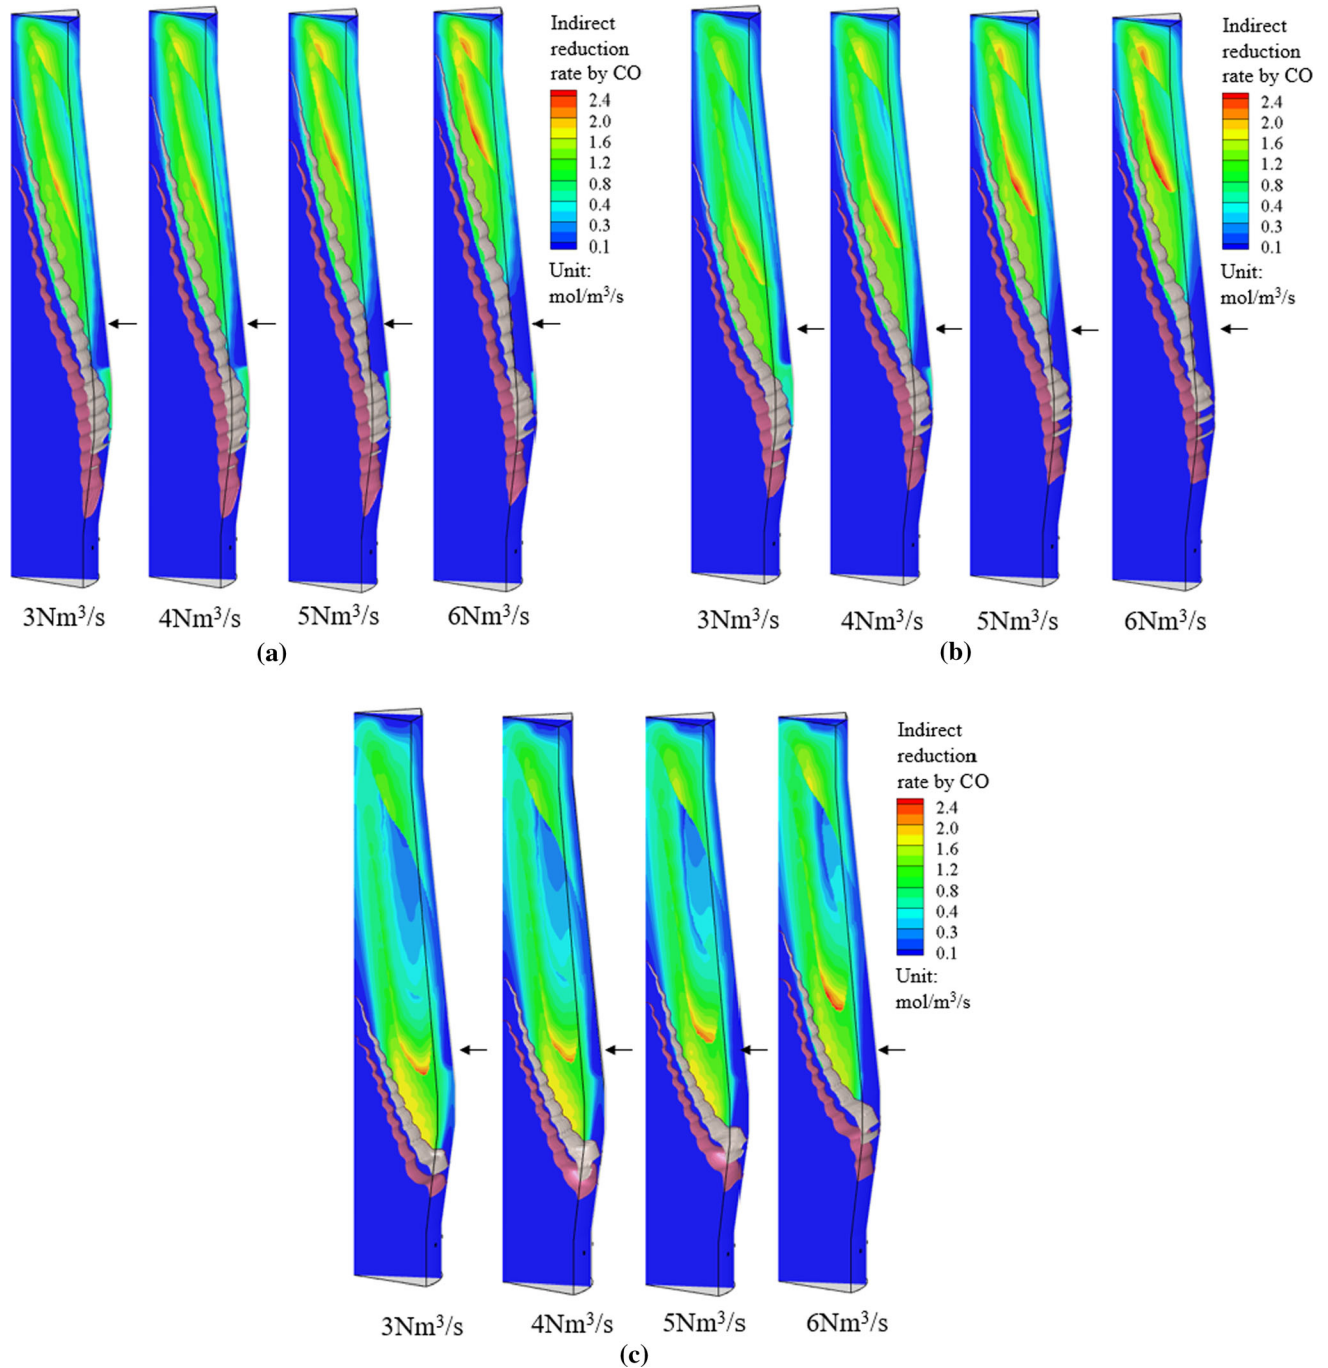 Indirect
reduction
rate by CO
2.4
2.0
1.6
1.2
0.8
0.4
0.3
0.1
Unit:
mol/m³/s
3Nm³/s 4Nm³/s 5Nm³/s 6Nm³/s
(a)
Indirect
reduction
rate by CO
2.4
2.0
1.6
1.2
0.8
0.4
0.3
0.1
Unit:
mol/m³/s
3Nm³/s 4Nm³/s 5Nm³/s 6Nm³/s
(b)
Indirect
reduction
rate by CO
2.4
2.0
1.6
1.2
0.8
0.4
0.3
0.1
Unit:
mol/m³/s
3Nm³/s 4Nm³/s 5Nm³/s 6Nm³/s
(c)